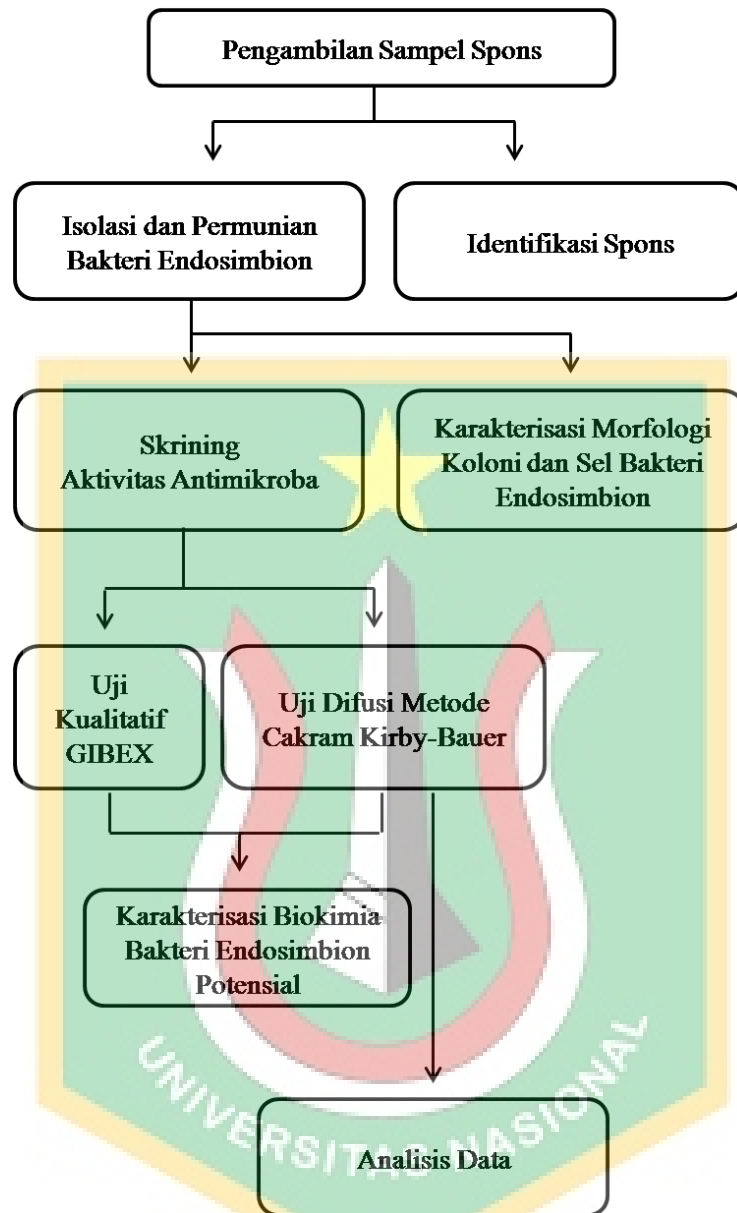 Pengambilan Sampel Spons
Isolasi dan Permunian
Bakteri Endosimbion
Identifikasi Spons
Skrining
Aktivitas Antimikroba
Karakterisasi Morfologi
Koloni dan Sel Bakteri
Endosimbion
Uji
Kualitatif
GIBEX
Uji Difusi Metode
Cakram Kirby-Bauer
Karakterisasi Biokimia
Bakteri Endosimbion
Potensial
Analisis Data
UNIVERSITAS NASIONAL